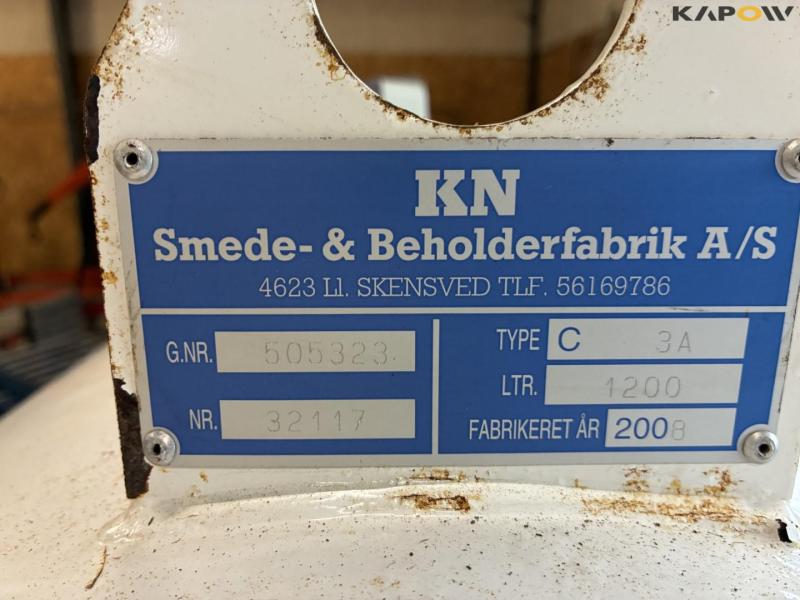 KAPOW
KN
Smede- & Beholderfabrik A/S
4623 Ll. SKENSVED TLF. 56169786
G.NR. 505323
NR. 32117
TYPE C 3A
LTR. 1200
FABRIKERET ÅR 2008